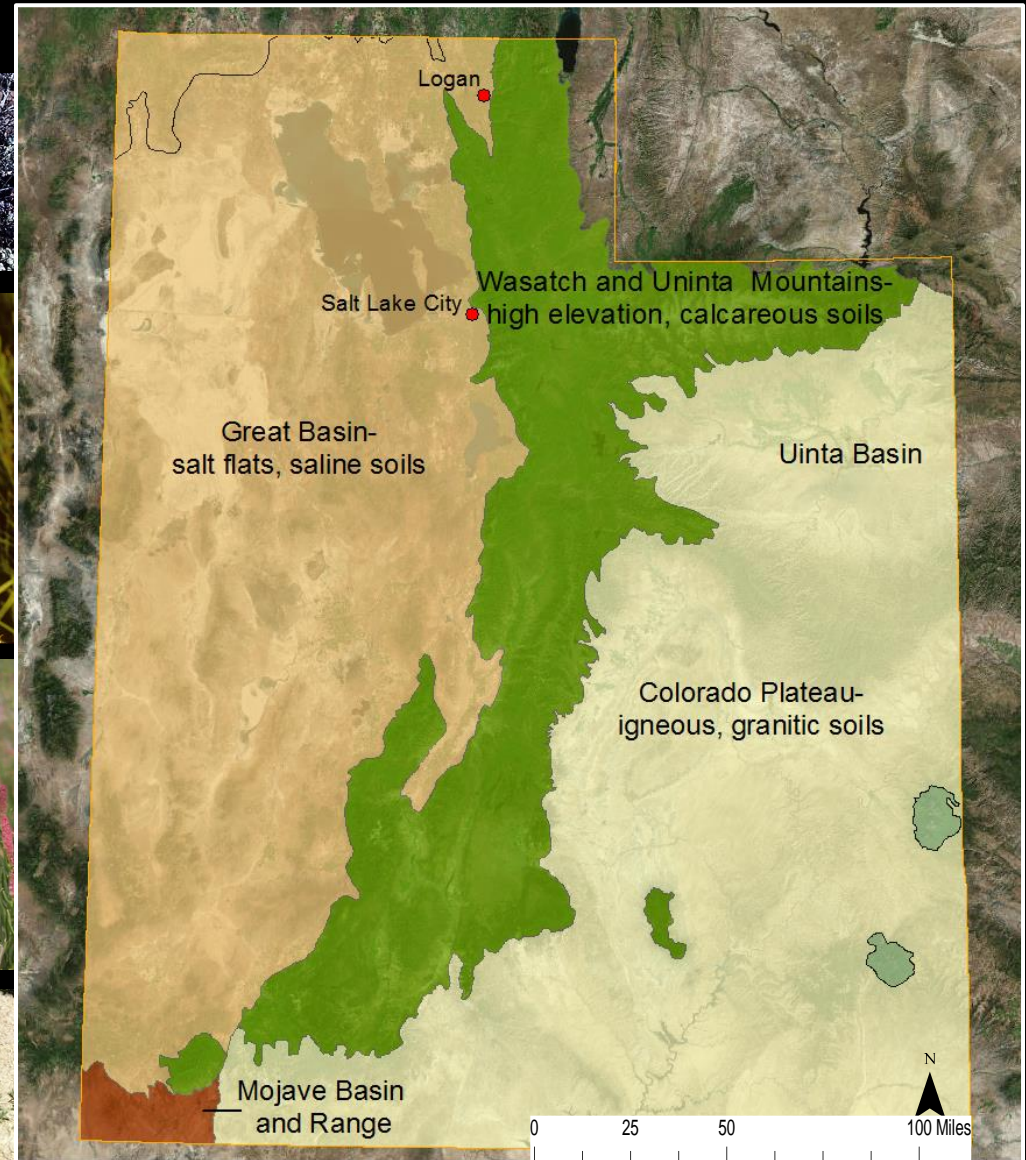 Logan
Wasatch and Uninta Mountains-
high elevation, calcareous soils
Salt Lake City
Great Basin-
salt flats, saline soils
Uinta Basin
Colorado Plateau-
igneous, granitic soils
Mojave Basin
and Range
N
0 25 50 100 Miles